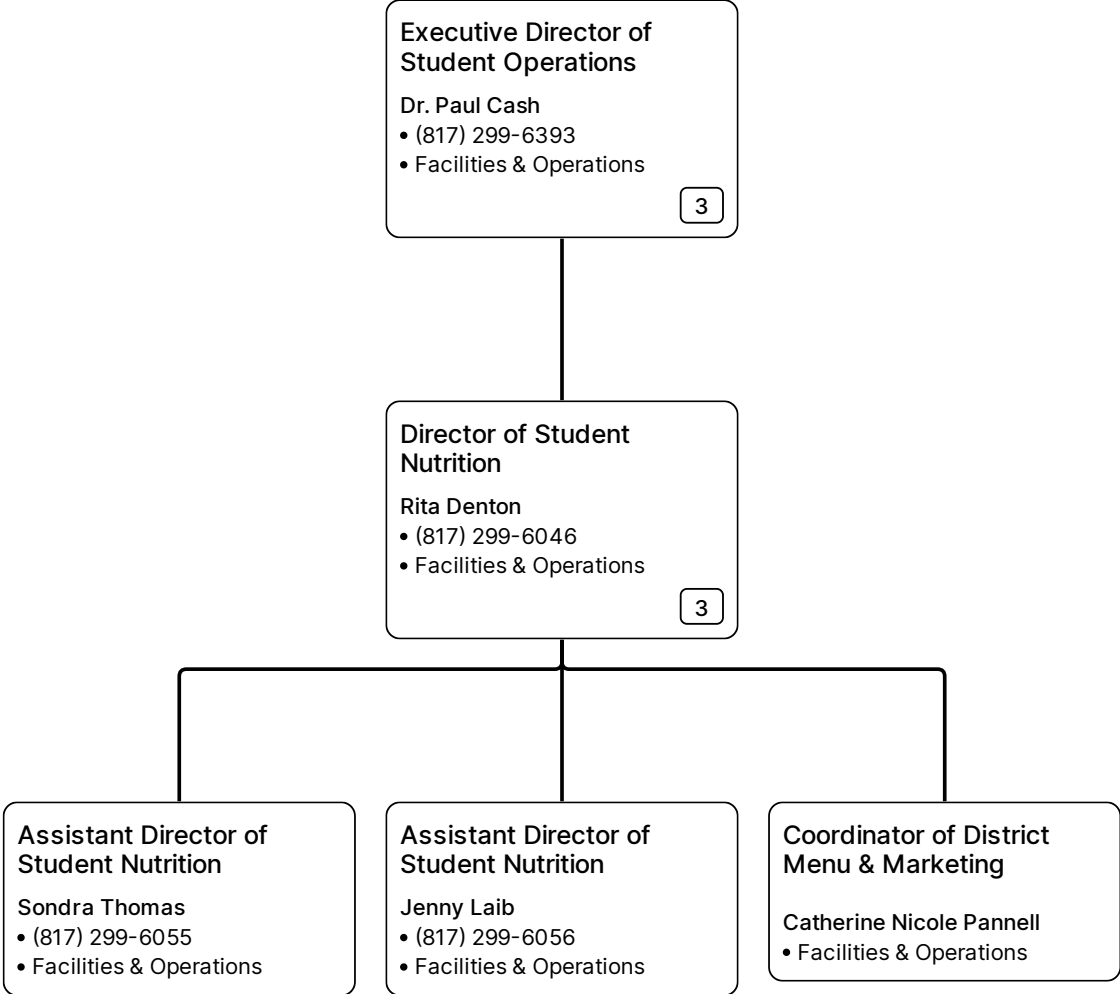 Executive Director of
Student Operations
Dr. Paul Cash
• (817) 299-6393
• Facilities & Operations
3
Director of Student
Nutrition
Rita Denton
• (817) 299-6046
• Facilities & Operations
3
Assistant Director of
Student Nutrition
Sondra Thomas
• (817) 299-6055
• Facilities & Operations
Assistant Director of
Student Nutrition
Jenny Laib
• (817) 299-6056
• Facilities & Operations
Coordinator of District
Menu & Marketing
Catherine Nicole Pannell
• Facilities & Operations